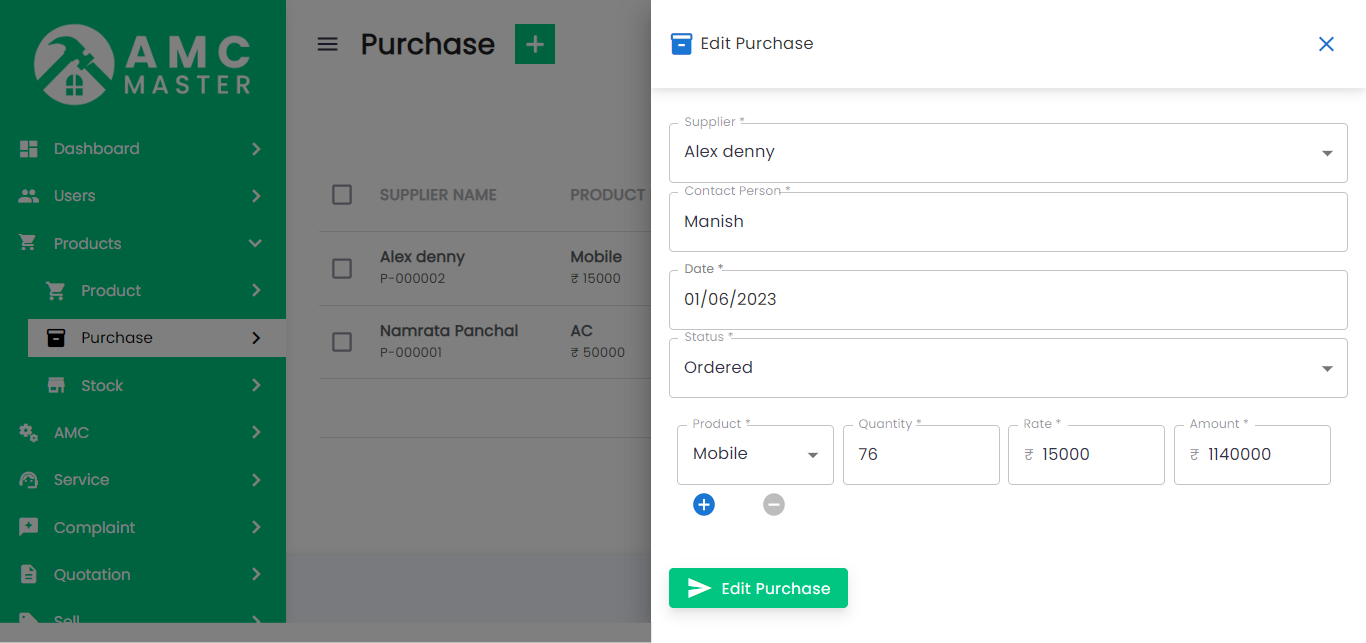 AMC
MASTER
Dashboard
Users
Products
Product
Purchase
Stock
AMC
Service
Complaint
Quotation
Sell
Purchase
SUPPLIER NAME PRODUCT
Alex denny Mobile
P-000002 ₹ 15000
Namrata Panchal AC
P-000001 ₹ 50000
Edit Purchase
Supplier *
Alex denny
Contact Person *
Manish
Date *
01/06/2023
Status *
Ordered
Product * Quantity * Rate * Amount *
Mobile 76 ₹ 15000 ₹ 1140000
Edit Purchase